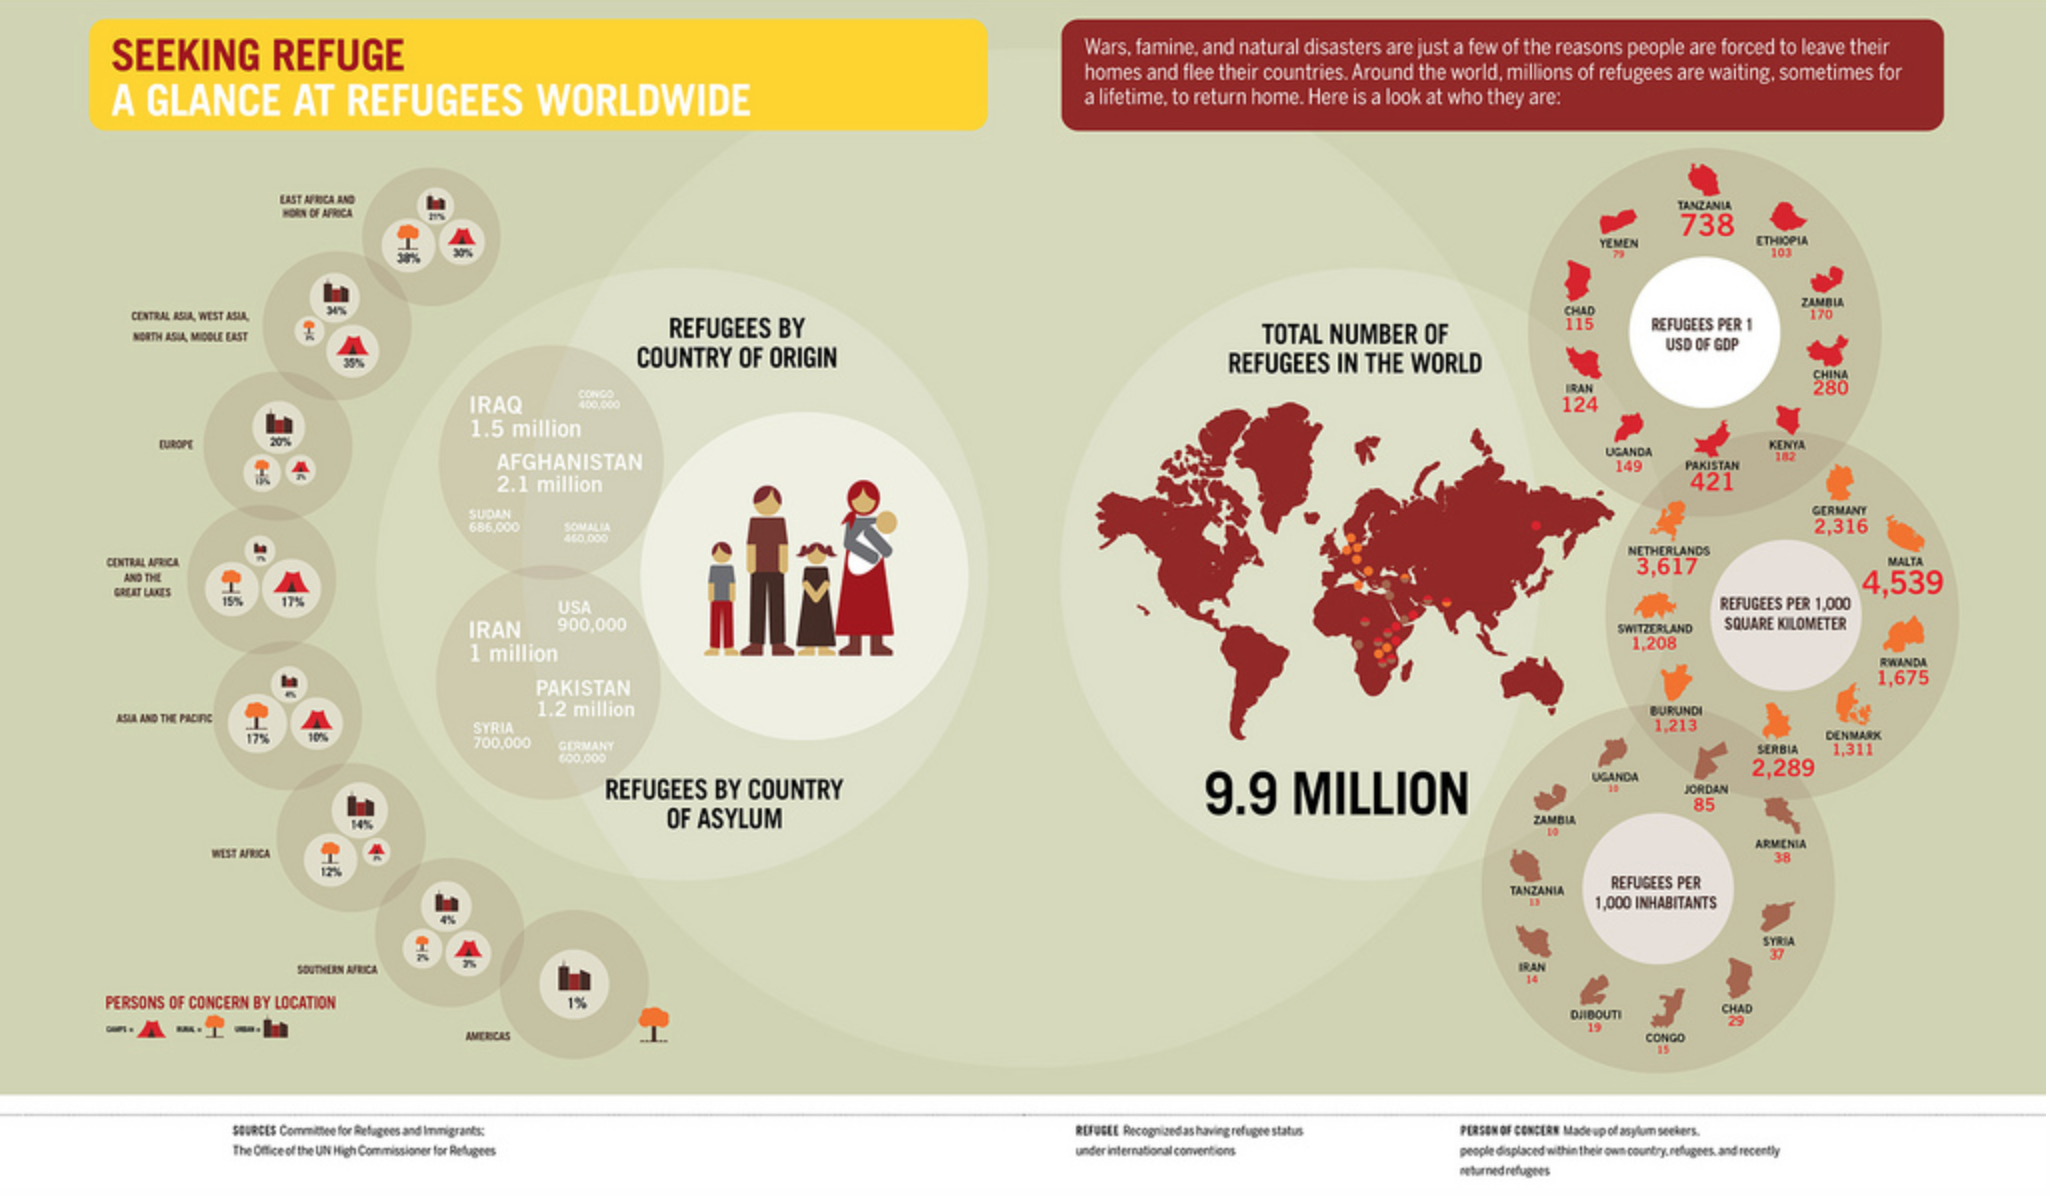 SEEKING REFUGE
A GLANCE AT REFUGEES WORLDWIDE
Wars, famine, and natural disasters are just a few of the reasons people are forced to leave their
homes and flee their countries. Around the world, millions of refugees are waiting, sometimes for
a lifetime, to return home. Here is a look at who they are:
EAST AFRICA AND
HORN OF AFRICA
21%
38%
30%
CENTRAL ASIA, WEST ASIA,
NORTH ASIA, MIDDLE EAST
34%
35%
EUROPE
20%
13%
CENTRAL AFRICA
AND THE
GREAT LAKES
15%
17%
ASIA AND THE PACIFIC
4%
17%
10%
WEST AFRICA
14%
12%
SOUTHERN AFRICA
4%
2%
3%
AMERICAS
1%
PERSONS OF CONCERN BY LOCATION
CAMPS =
RURAL =
URBAN =
REFUGEES BY
COUNTRY OF ORIGIN
IRAQ
1.5 million
CONGO
400,000
AFGHANISTAN
2.1 million
SUDAN
686,000
SOMALIA
460,000
USA
900,000
IRAN
1 million
PAKISTAN
1.2 million
SYRIA
700,000
GERMANY
600,000
REFUGEES BY COUNTRY
OF ASYLUM
TOTAL NUMBER OF
REFUGEES IN THE WORLD
9.9 MILLION
REFUGEES PER 1
USD OF GDP
TANZANIA
738
ETHIOPIA
103
ZAMBIA
170
CHINA
280
KENYA
182
PAKISTAN
421
UGANDA
149
IRAN
124
CHAD
115
YEMEN
79
REFUGEES PER 1,000
SQUARE KILOMETER
GERMANY
2,316
MALTA
4,539
RWANDA
1,675
DENMARK
1,311
SERBIA
2,289
BURUNDI
1,213
SWITZERLAND
1,208
NETHERLANDS
3,617
REFUGEES PER
1,000 INHABITANTS
JORDAN
85
ARMENIA
38
SYRIA
37
CHAD
29
CONGO
15
DJIBOUTI
19
IRAN
14
TANZANIA
13
ZAMBIA
10
UGANDA
10
SOURCES Committee for Refugees and Immigrants;
The Office of the UN High Commissioner for Refugees
REFUGEE Recognized as having refugee status
under international conventions
PERSON OF CONCERN Made up of asylum seekers,
people displaced within their own country, refugees, and recently
returned refugees